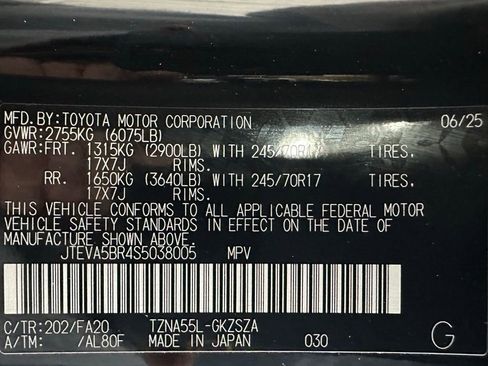 MFD.BY:TOYOTA MOTOR CORPORATION 06/25
GVWR:2755KG (6075LB)
GAWR:FRT. 1315KG (2900LB) WITH 245/70R17 TIRES,
17X7J RIMS.
RR. 1650KG (3640LB) WITH 245/70R17 TIRES,
17X7J RIMS.
THIS VEHICLE CONFORMS TO ALL APPLICABLE FEDERAL MOTOR
VEHICLE SAFETY STANDARDS IN EFFECT ON THE DATE OF
MANUFACTURE SHOWN ABOVE.
JTEVA5BR4S5038005 MPV
C/TR:202/FA20 TZNA55L-GKZSZA
A/TM: /AL80F MADE IN JAPAN 030 G